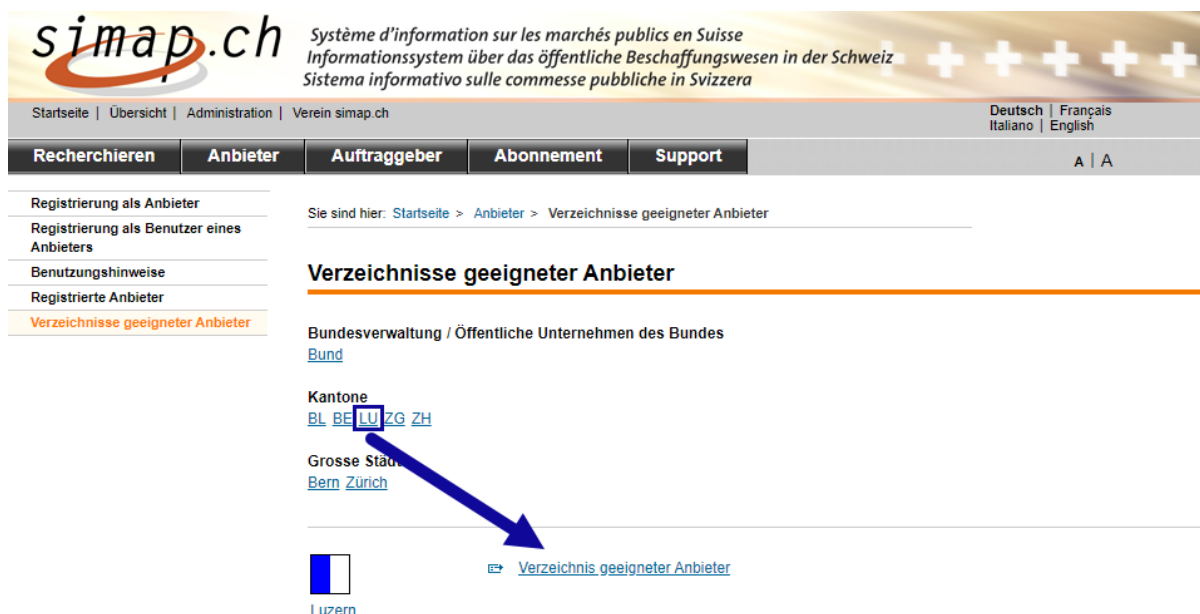 simap.ch
Système d'information sur les marchés publics en Suisse
Informationssystem über das öffentliche Beschaffungswesen in der Schweiz
Sistema informativo sulle commesse pubbliche in Svizzera
Startseite | Übersicht | Administration | Verein simap.ch
Deutsch | Français
Italiano | English
Recherchieren Anbieter Auftraggeber Abonnement Support
A | A
Registrierung als Anbieter
Registrierung als Benutzer eines
Anbieters
Benutzungshinweise
Registrierte Anbieter
Verzeichnisse geeigneter Anbieter
Sie sind hier: Startseite > Anbieter > Verzeichnisse geeigneter Anbieter
Verzeichnisse geeigneter Anbieter
Bundesverwaltung / Öffentliche Unternehmen des Bundes
Bund
Kantone
BL BE LU ZG ZH
Grosse
Bern Zürich
Verzeichnis geeigneter Anbieter
Luzern